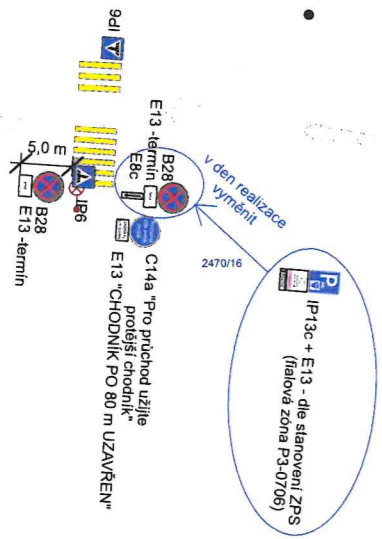 IP6
5,0 m
B28
E13 -termín
E8c
IP6
B28
E13 -termín
v den realizace
vyměnit
2470/16
C14a "Pro průchod užijte
protější chodník"
E13 "CHODNÍK PO 80 m UZAVŘEN"
IP13c + E13 - dle stanovení ZPS
(fialová zóna P3-0706)